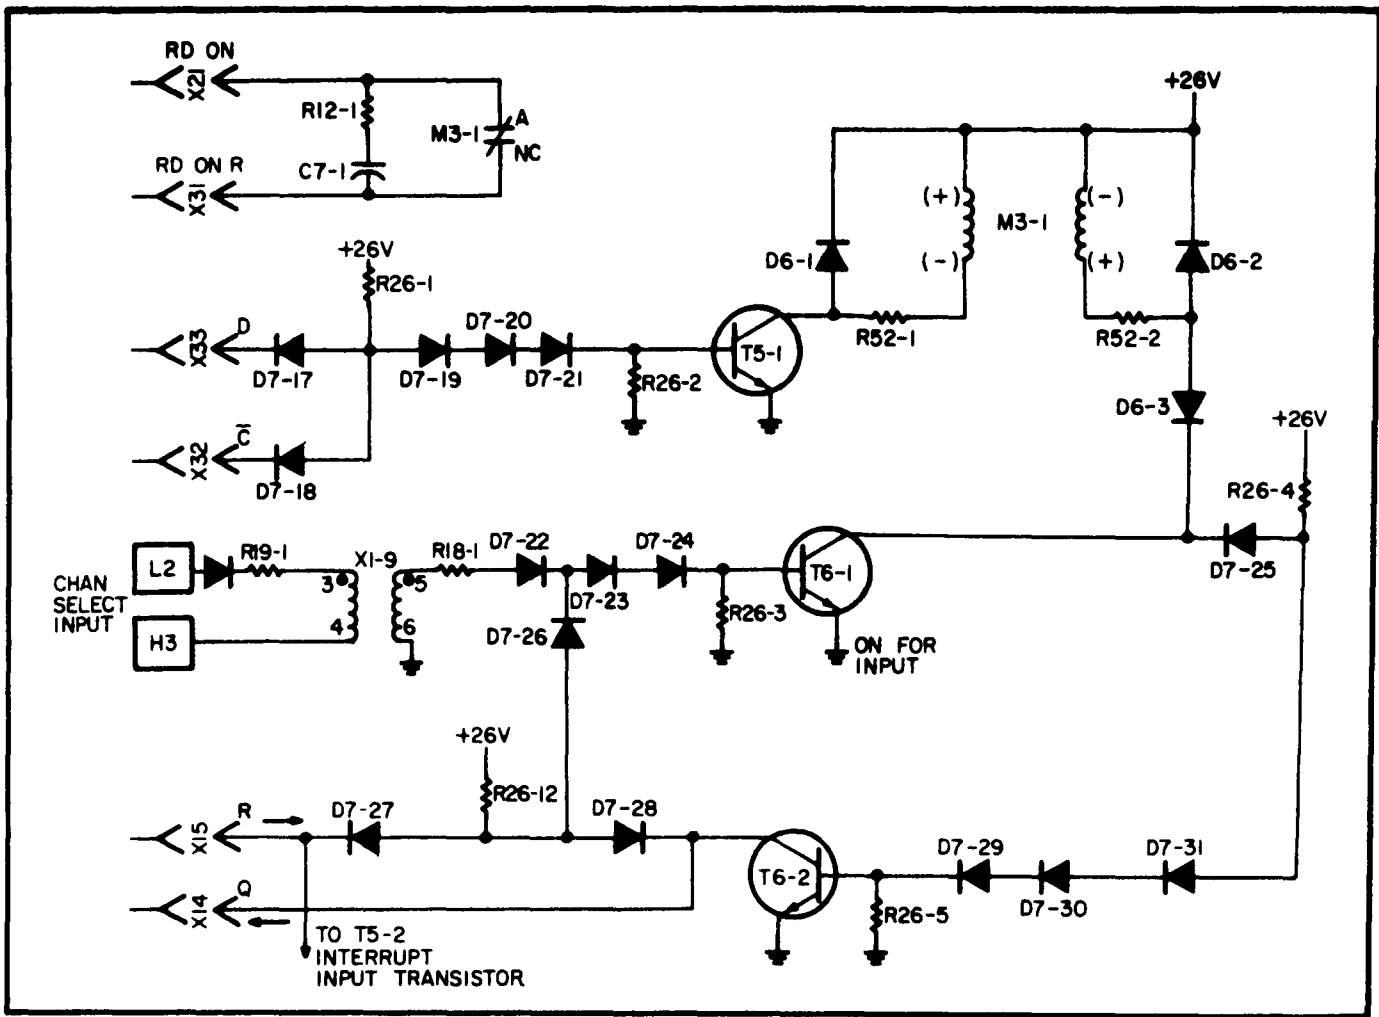 RD ON
X21
R12-1
M3-1
A
NC
C7-1
RD ON R
X31
+26V
R26-1
D
X33
D7-17
D7-19
D7-20
D7-21
R26-2
T5-1
C̅
X32
D7-18
+26V
(+)
(-)
M3-1
(-)
(+)
D6-1
D6-2
R52-1
R52-2
D6-3
+26V
R26-4
D7-25
CHAN
SELECT
INPUT
L2
H3
R19-1
X1-9
3
4
5
6
R18-1
D7-22
D7-23
D7-24
R26-3
T6-1
ON FOR
INPUT
D7-26
+26V
R26-12
R
X15
D7-27
D7-28
Q
X14
T6-2
D7-29
D7-30
D7-31
R26-5
TO T5-2
INTERRUPT
INPUT TRANSISTOR